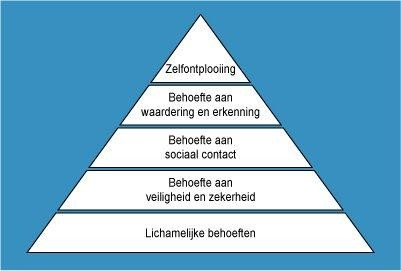 Zelfontplooiing
Behoefte aan
waardering en erkenning
Behoefte aan
sociaal contact
Behoefte aan
veiligheid en zekerheid
Lichamelijke behoeften